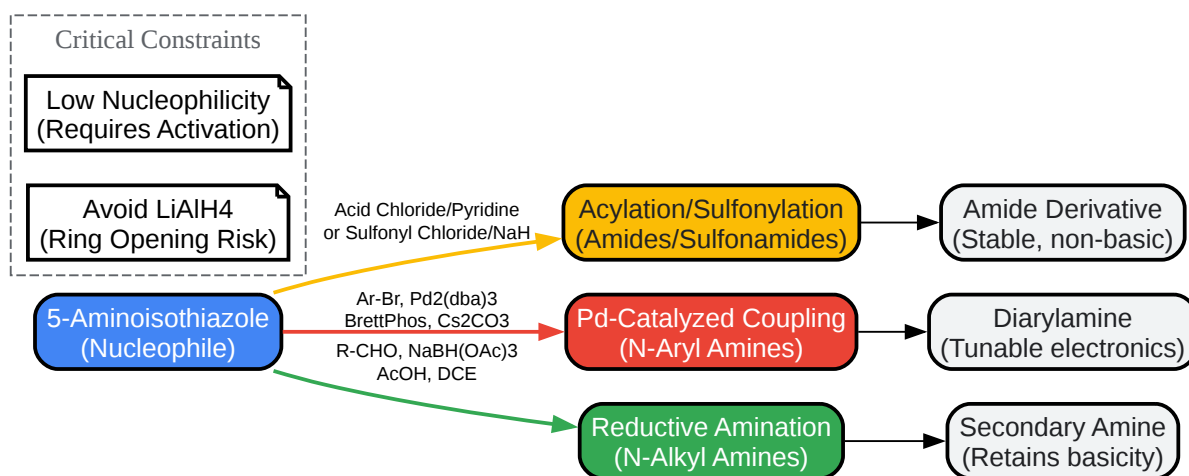 Critical Constraints
Low Nucleophilicity
(Requires Activation)
Avoid LiAlH4
(Ring Opening Risk)
Acid Chloride/Pyridine
or Sulfonyl Chloride/NaH
Acylation/Sulfonylation
(Amides/Sulfonamides)
Amide Derivative
(Stable, non-basic)
5-Aminoisothiazole
(Nucleophile)
Ar-Br, Pd2(dba)3
BrettPhos, Cs2CO3
Pd-Catalyzed Coupling
(N-Aryl Amines)
Diarylamine
(Tunable electronics)
R-CHO, NaBH(OAc)3
AcOH, DCE
Reductive Amination
(N-Alkyl Amines)
Secondary Amine
(Retains basicity)